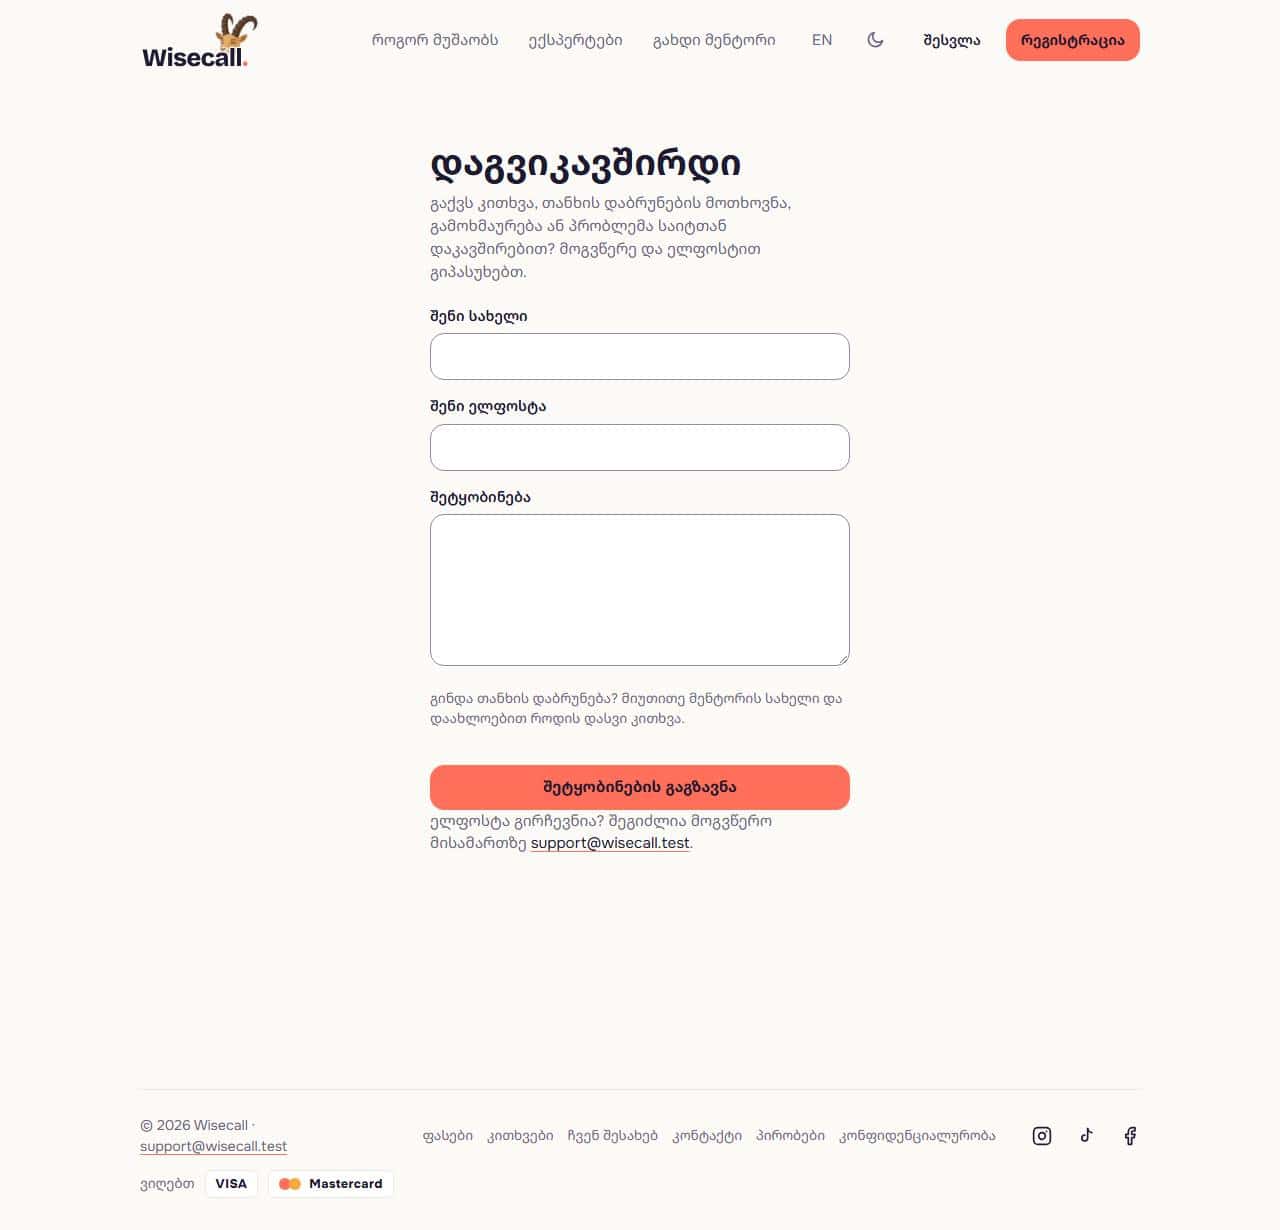 Wisecall.
როგორ მუშაობს
ექსპერტები
გახდი მენტორი
EN
შესვლა
რეგისტრაცია
დაგვიკავშირდი
გაქვს კითხვა, თანხის დაბრუნების მოთხოვნა,
გამოხმაურება ან პრობლემა საიტთან
დაკავშირებით? მოგვწერე და ელფოსტით
გიპასუხებთ.
შენი სახელი
შენი ელფოსტა
შეტყობინება
გინდა თანხის დაბრუნება? მიუთითე მენტორის სახელი და
დაახლოებით როდის დასვი კითხვა.
შეტყობინების გაგზავნა
ელფოსტა გირჩევნია? შეგიძლია მოგვწერო
მისამართზე support@wisecall.test.
© 2026 Wisecall ·
support@wisecall.test
ფასები
კითხვები
ჩვენ შესახებ
კონტაქტი
პირობები
კონფიდენციალურობა
ვიღებთ
VISA
Mastercard